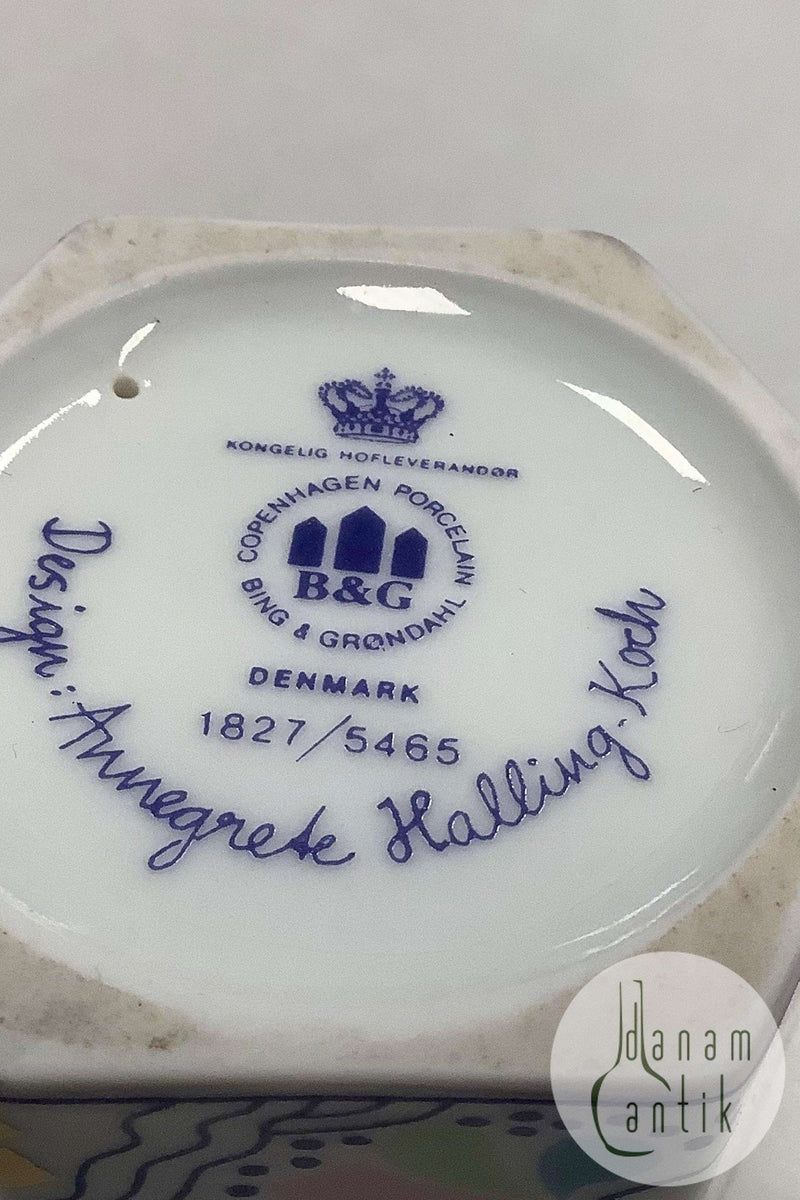 KONGELIG HOFLEVERANDØR
COPENHAGEN PORCELAIN
B&G
BING & GRØNDAHL
DENMARK
1827/5465
Design: Annegrete Halling-Koch
danam
antik